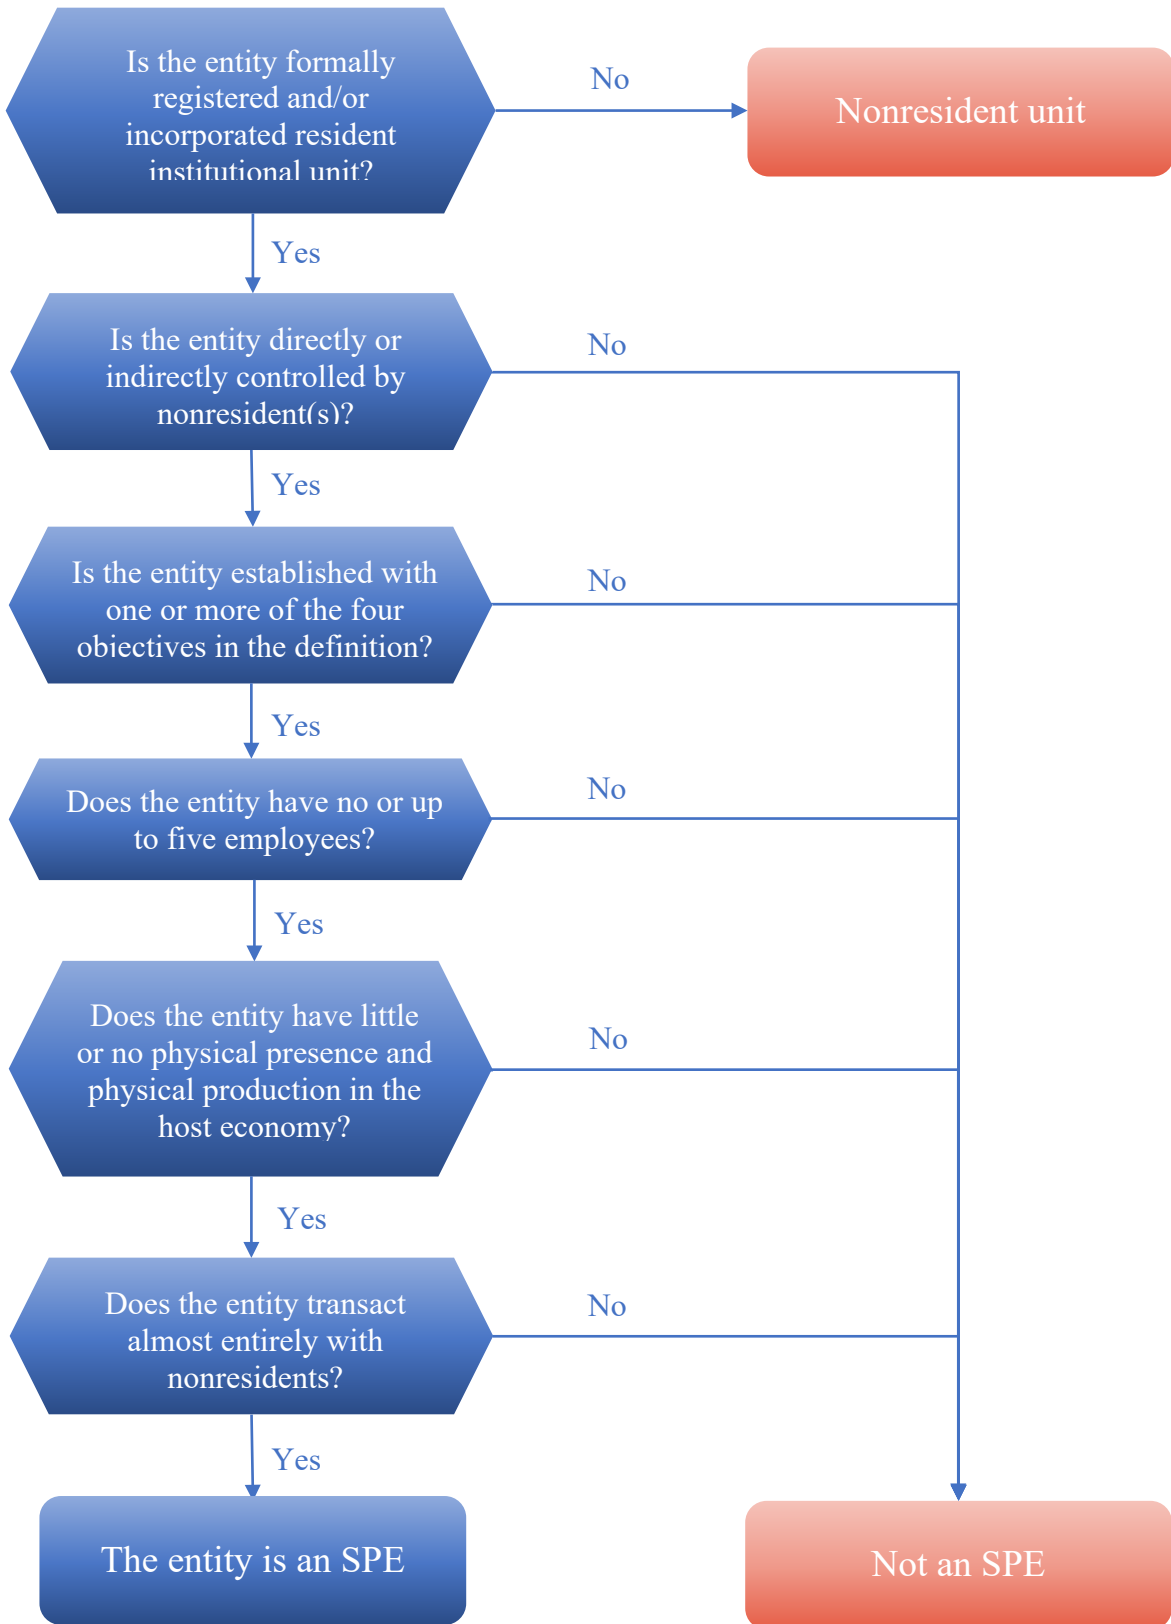 Is the entity formally
registered and/or
incorporated resident
institutional unit?
No
Nonresident unit
Yes
Is the entity directly or
indirectly controlled by
nonresident(s)?
No
Yes
Is the entity established with
one or more of the four
objectives in the definition?
No
Yes
Does the entity have no or up
to five employees?
No
Yes
Does the entity have little
or no physical presence and
physical production in the
host economy?
No
Yes
Does the entity transact
almost entirely with
nonresidents?
No
Yes
The entity is an SPE
Not an SPE